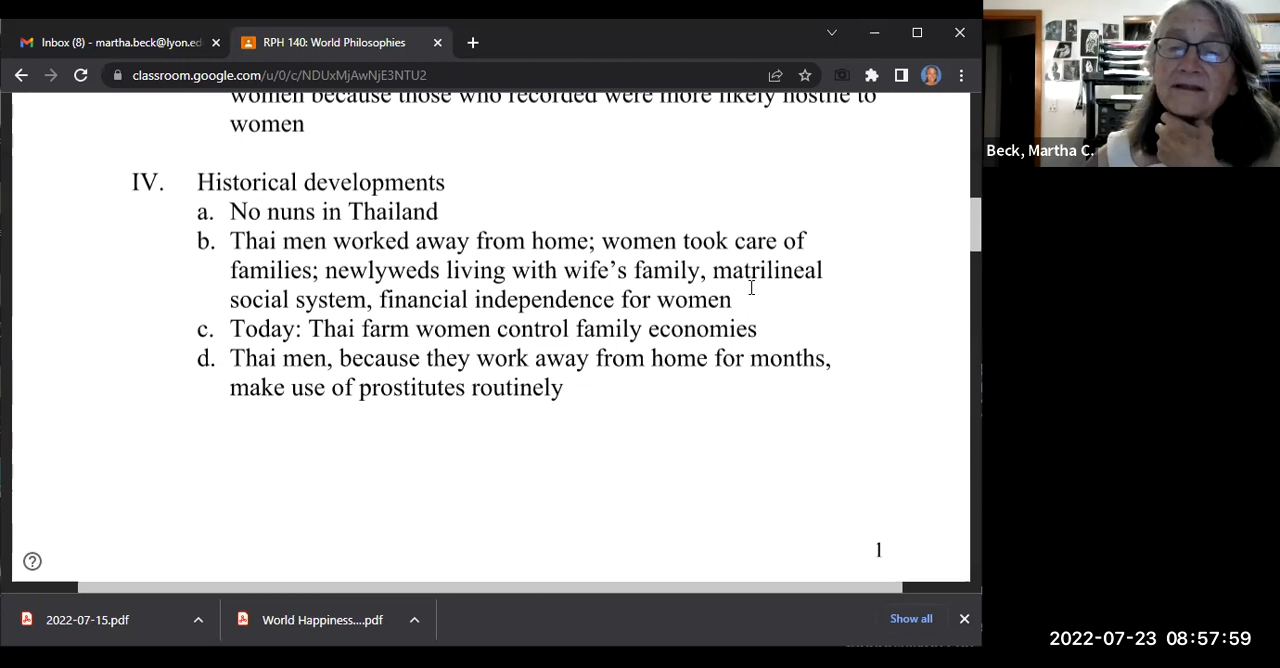 Inbox (8) - martha.beck@lyon.ed
RPH 140: World Philosophies
classroom.google.com/u/0/c/NDUxMjAwNjE3NTU2
women because those who recorded were more likely hostile to
women
IV. Historical developments
a. No nuns in Thailand
b. Thai men worked away from home; women took care of
families; newlyweds living with wife's family, matrilineal
social system, financial independence for women
c. Today: Thai farm women control family economies
d. Thai men, because they work away from home for months,
make use of prostitutes routinely
1
2022-07-15.pdf
World Happiness....pdf
Show all
Beck, Martha C.
2022-07-23 08:57:59